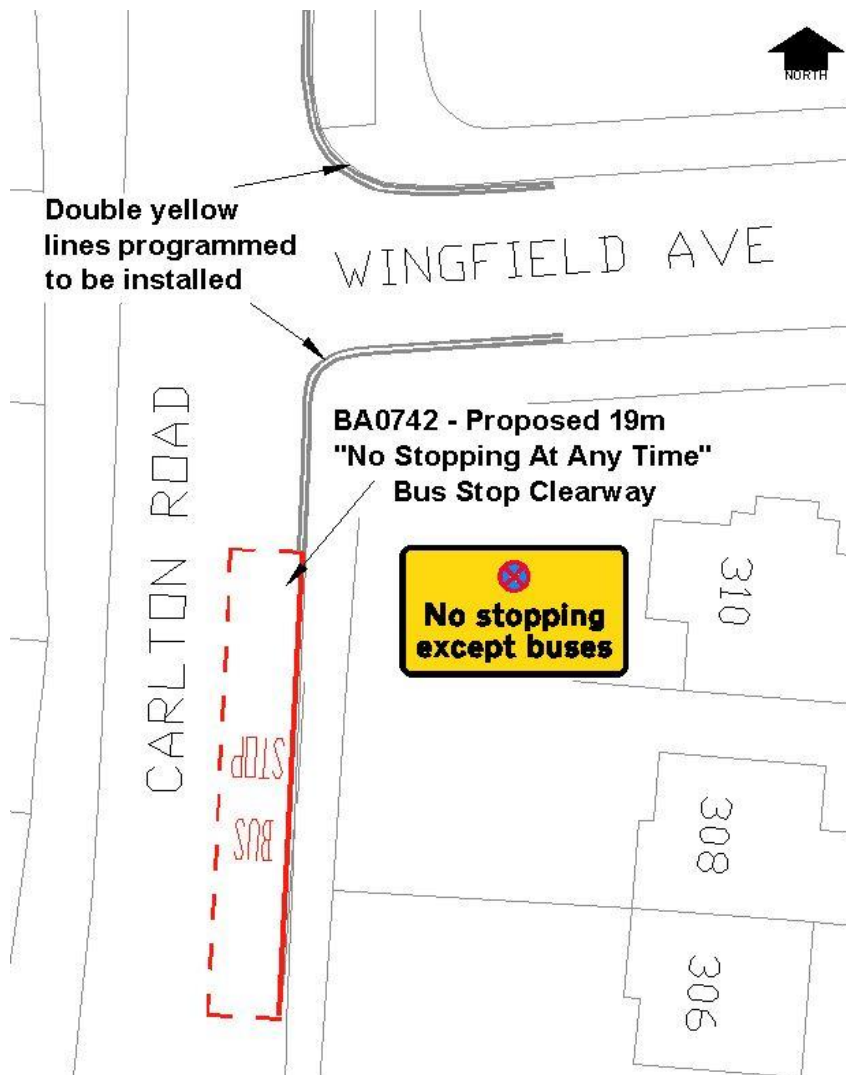 NORTH
Double yellow
lines programmed
to be installed
WINGFIELD AVE
CARLTON ROAD
BA0742 - Proposed 19m
"No Stopping At Any Time"
Bus Stop Clearway
No stopping
except buses
310
BUS
STOP
308
306